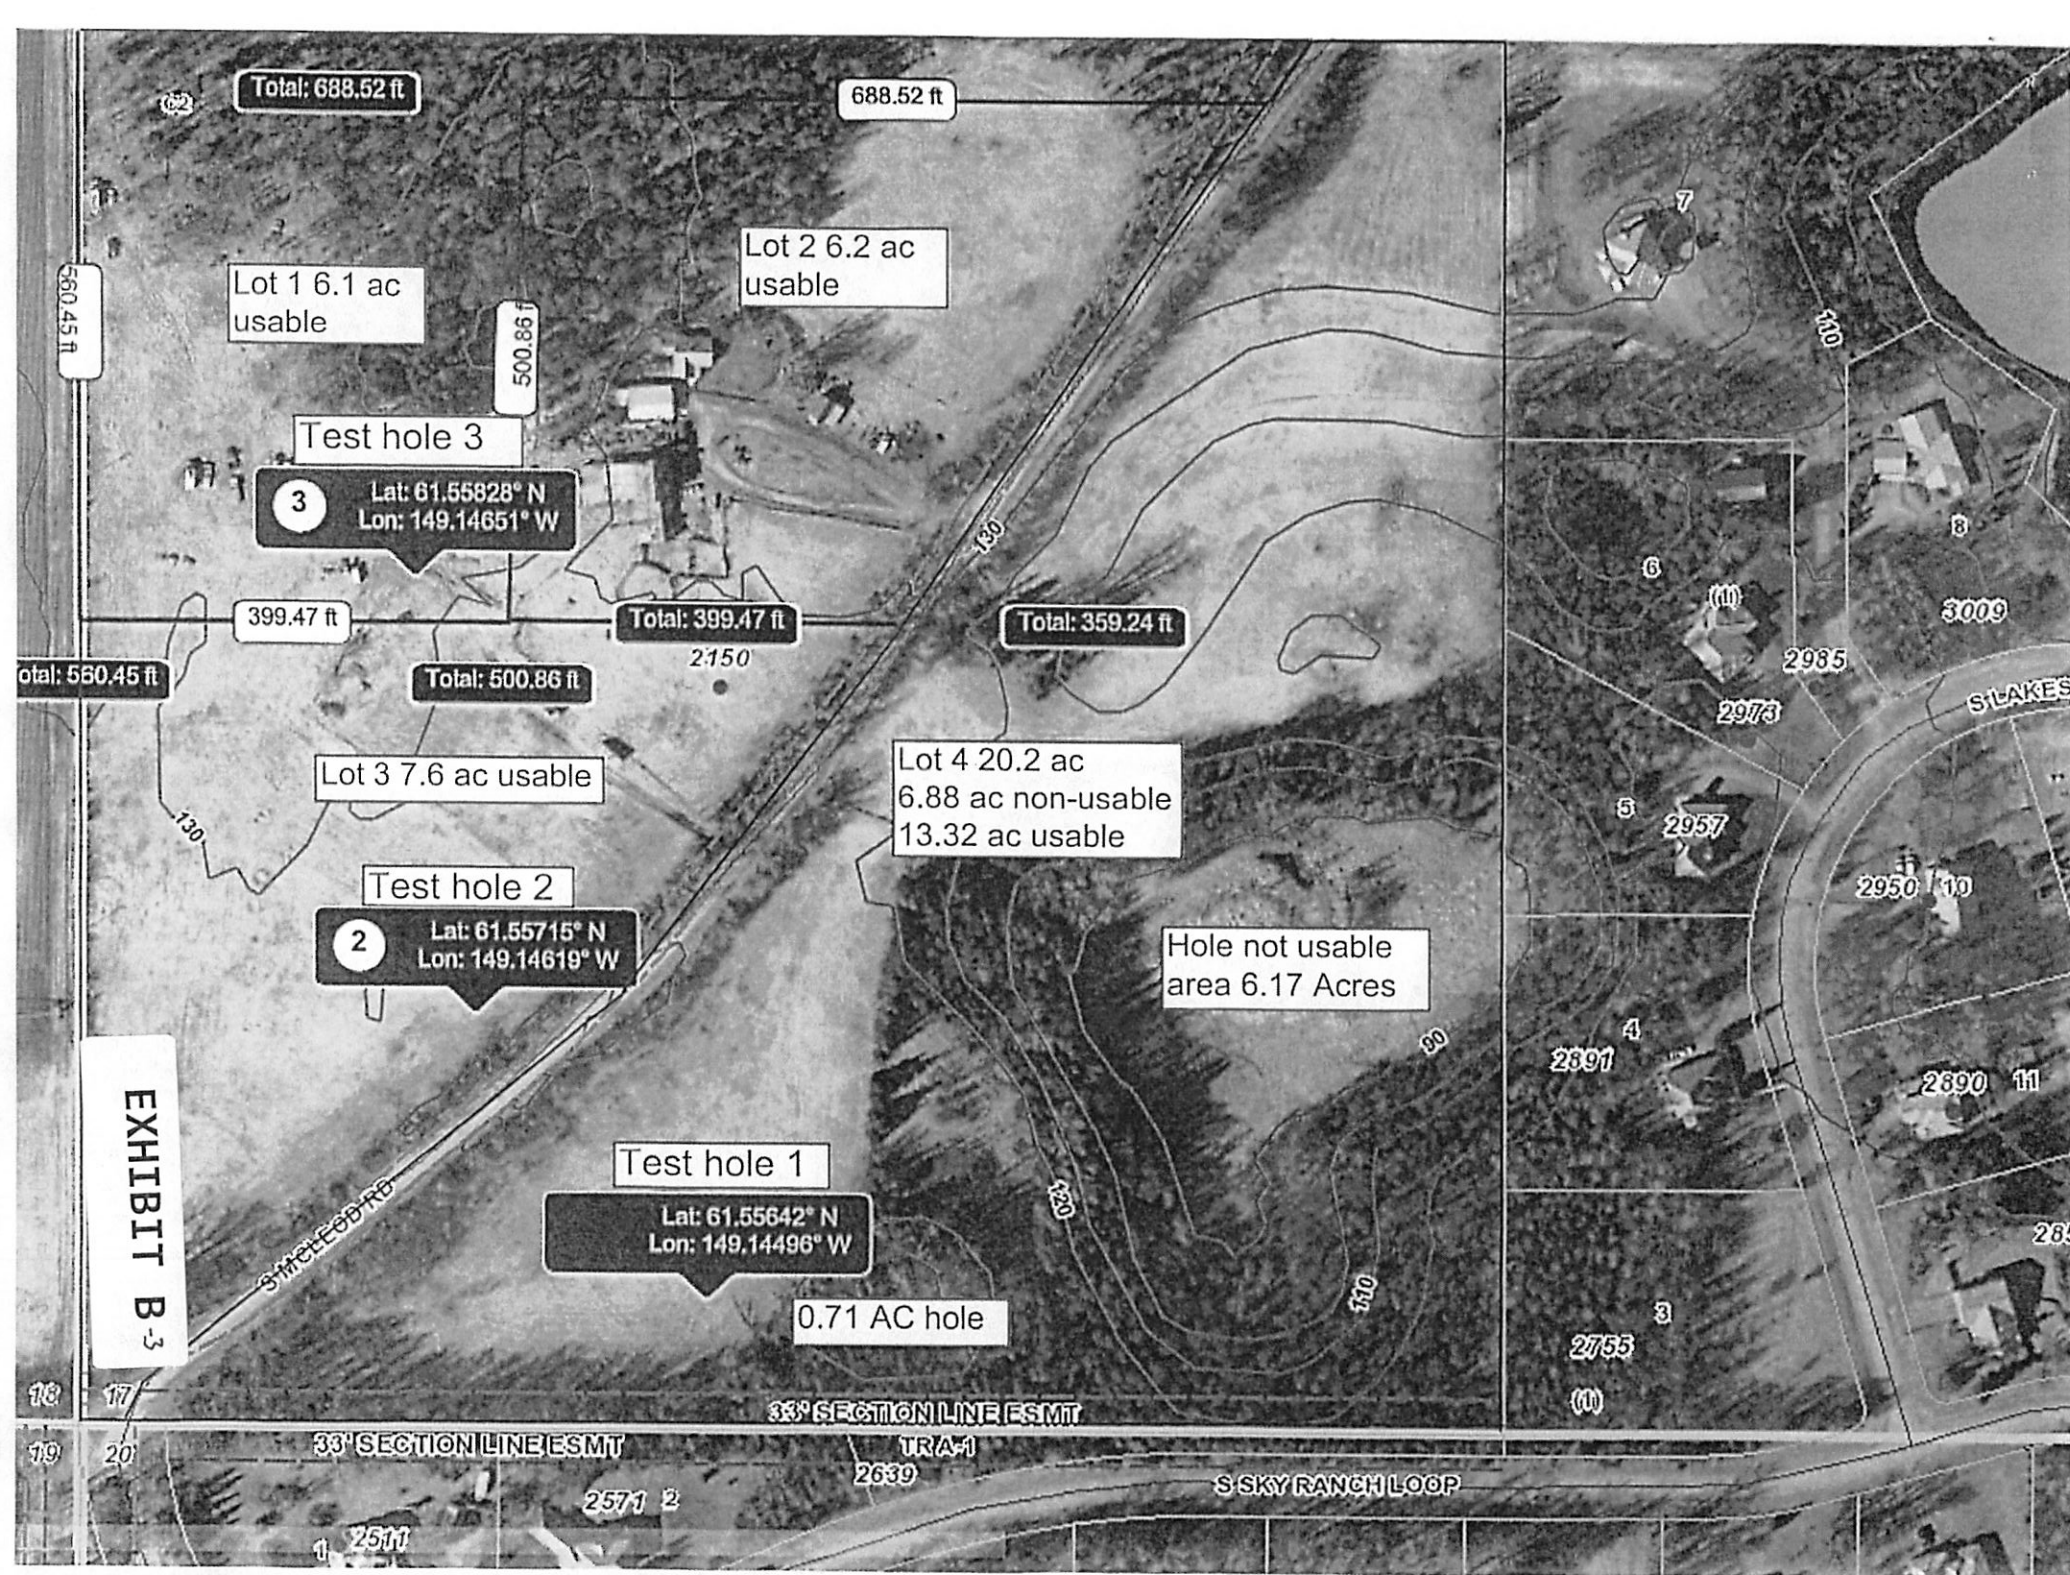 62
Total: 688.52 ft
688.52 ft
Lot 1 6.1 ac
usable
Lot 2 6.2 ac
usable
560.45 ft
500.86 f
7
110
Test hole 3
3
Lat: 61.55828° N
Lon: 149.14651° W
130
8
6
(1)
3009
399.47 ft
Total: 399.47 ft
Total: 359.24 ft
2150
2985
otal: 560.45 ft
Total: 500.86 ft
2973
S LAKES
Lot 3 7.6 ac usable
Lot 4 20.2 ac
6.88 ac non-usable
13.32 ac usable
130
5
2957
Test hole 2
2
Lat: 61.55715° N
Lon: 149.14619° W
2950
10
Hole not usable
area 6.17 Acres
90
4
2891
2890
11
EXHIBIT B-3
Test hole 1
Lat: 61.55642° N
Lon: 149.14496° W
S MCLEOD RD
120
110
285
0.71 AC hole
3
2755
(1)
18
17
33' SECTION LINE ESMT
19
20
33' SECTION LINE ESMT
TR A-1
2639
S SKY RANCH LOOP
2571
2
1
2511